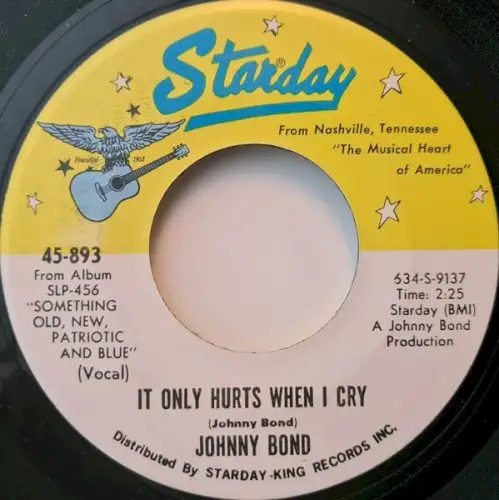 Starday®
From Nashville, Tennessee
"The Musical Heart
of America"
Founded 1952
45-893
From Album
SLP-456
"SOMETHING
OLD, NEW,
PATRIOTIC
AND BLUE"
(Vocal)
634-S-9137
Time: 2:25
Starday (BMI)
A Johnny Bond
Production
IT ONLY HURTS WHEN I CRY
(Johnny Bond)
JOHNNY BOND
Distributed By STARDAY-KING RECORDS INC.